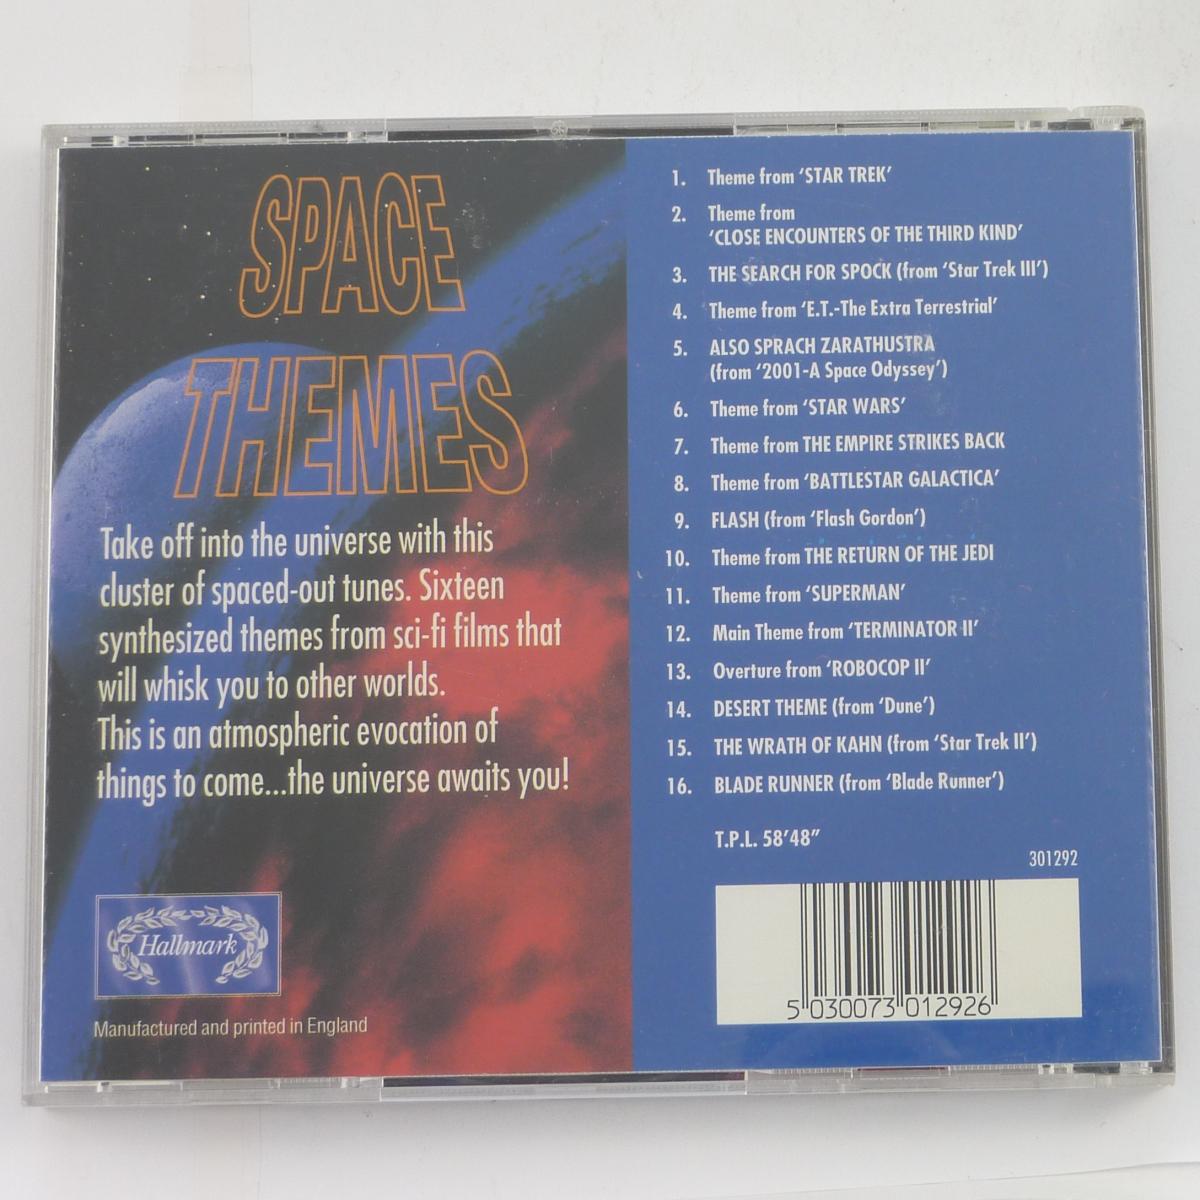 SPACE
THEMES
Take off into the universe with this
cluster of spaced-out tunes. Sixteen
synthesized themes from sci-fi films that
will whisk you to other worlds.
This is an atmospheric evocation of
things to come...the universe awaits you!
Hallmark
Manufactured and printed in England
1. Theme from ‘STAR TREK’
2. Theme from
‘CLOSE ENCOUNTERS OF THE THIRD KIND’
3. THE SEARCH FOR SPOCK (from ‘Star Trek III’)
4. Theme from ‘E.T.-The Extra Terrestrial’
5. ALSO SPRACH ZARATHUSTRA
(from ‘2001-A Space Odyssey’)
6. Theme from ‘STAR WARS’
7. Theme from THE EMPIRE STRIKES BACK
8. Theme from ‘BATTLESTAR GALACTICA’
9. FLASH (from ‘Flash Gordon’)
10. Theme from THE RETURN OF THE JEDI
11. Theme from ‘SUPERMAN’
12. Main Theme from ‘TERMINATOR II’
13. Overture from ‘ROBOCOP II’
14. DESERT THEME (from ‘Dune’)
15. THE WRATH OF KAHN (from ‘Star Trek II’)
16. BLADE RUNNER (from ‘Blade Runner’)
T.P.L. 58’48”
301292
5 030073 012926